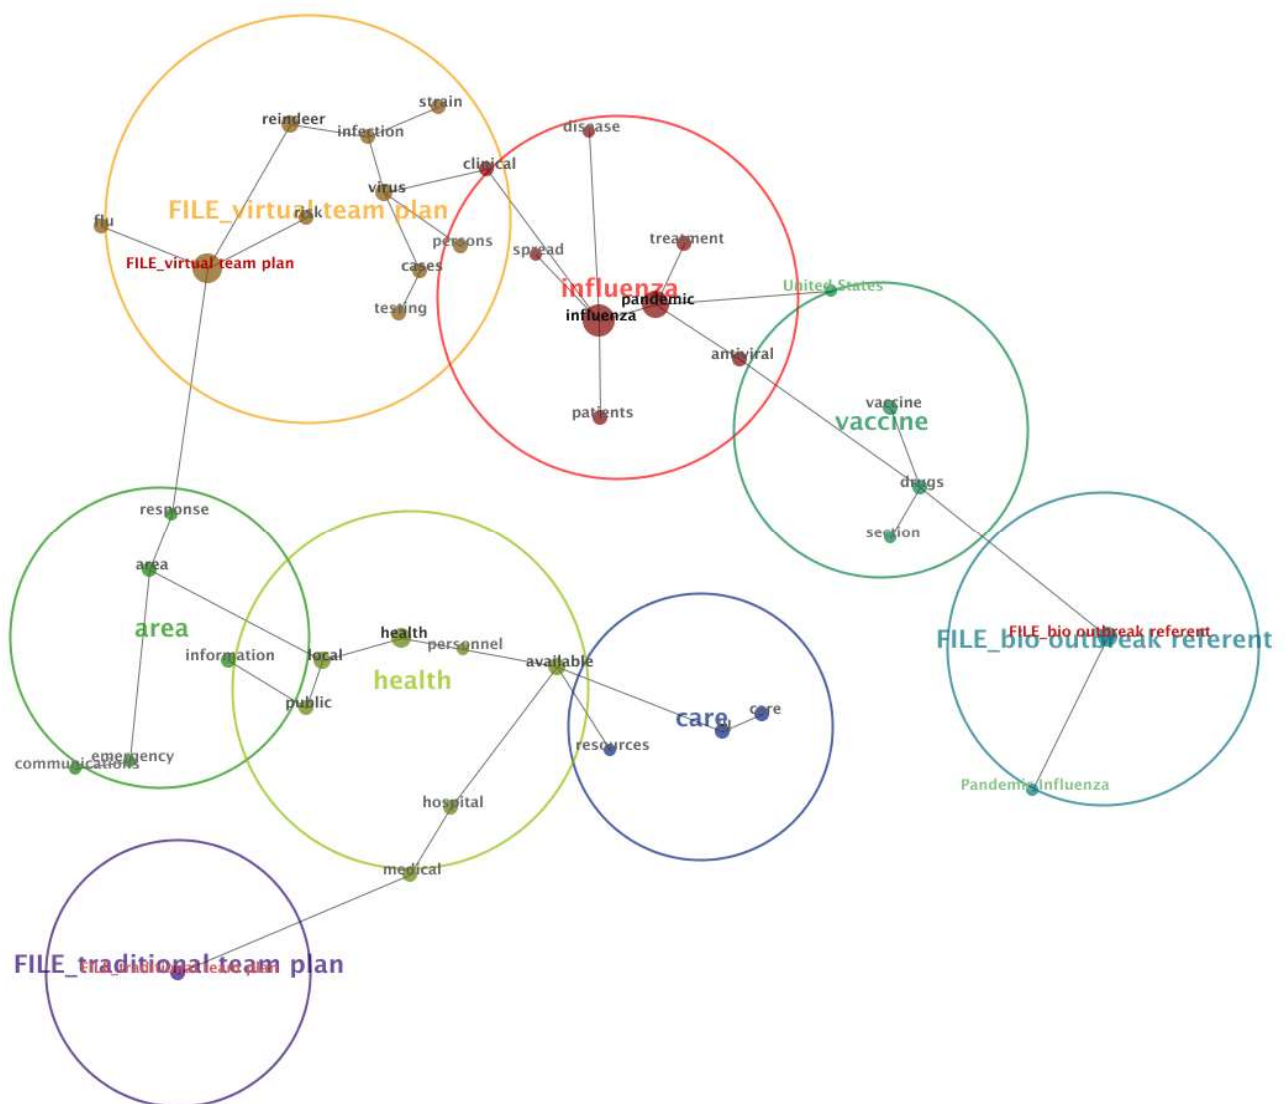 strain
reindeer
infection
disease
clinical
virus
FILE_virtual team plan
risk
flu
persons
spread
treatment
FILE_virtual team plan
cases
testing
influenza
pandemic
influenza
United States
antiviral
patients
vaccine
vaccine
drugs
section
response
area
area
information
local
health
personnel
available
health
public
communications
emergency
care
care
resources
hospital
medical
FILE_bio outbreak referent
FILE_bio outbreak referent
Pandemic Influenza
FILE_traditional team plan
FILE_traditional team plan